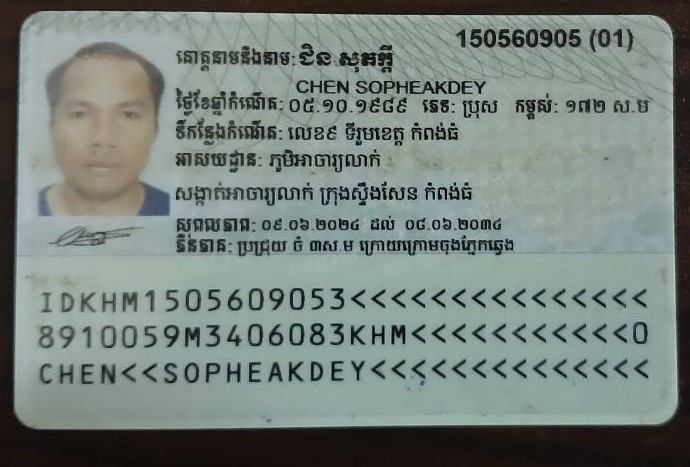 150560905 (01)
គោត្តនាមនិងនាម: ជិន សុភក្ដី
CHEN SOPHEAKDEY
ថ្ងៃខែឆ្នាំកំណើត: ០៥.១០.១៩៨៩ ភេទ: ប្រុស កម្ពស់: ១៧២ ស.ម
ទីកន្លែងកំណើត: លេខ៩ ទីរួមខេត្ត កំពង់ធំ
អាសយដ្ឋាន: ភូមិអាចារ្យលាក់
សង្កាត់អាចារ្យលាក់ ក្រុងស្ទឹងសែន កំពង់ធំ
សុពលភាព: ០៩.០៦.២០២៤ ដល់ ០៨.០៦.២០៣៤
ភិនភាគ: ប្រជ្រុយ ចំ ៣ស.ម ក្រោយក្រោមចុងភ្នែកឆ្វេង
IDKHM1505609053<<<<<<<<<<<<<<<
8910059M3406083KHM<<<<<<<<<<<0
CHEN<<SOPHEAKDEY<<<<<<<<<<<<<<